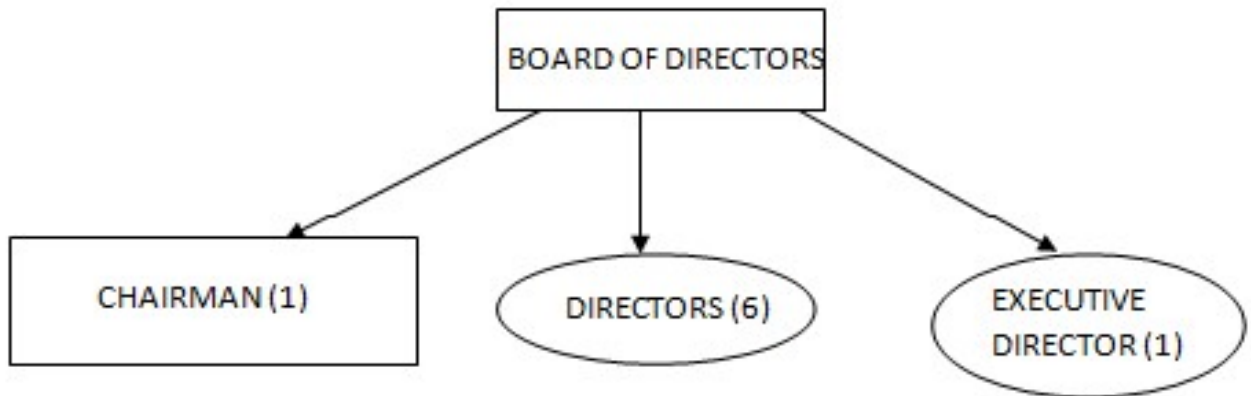 BOARD OF DIRECTORS
CHAIRMAN (1)
DIRECTORS (6)
EXECUTIVE
DIRECTOR (1)